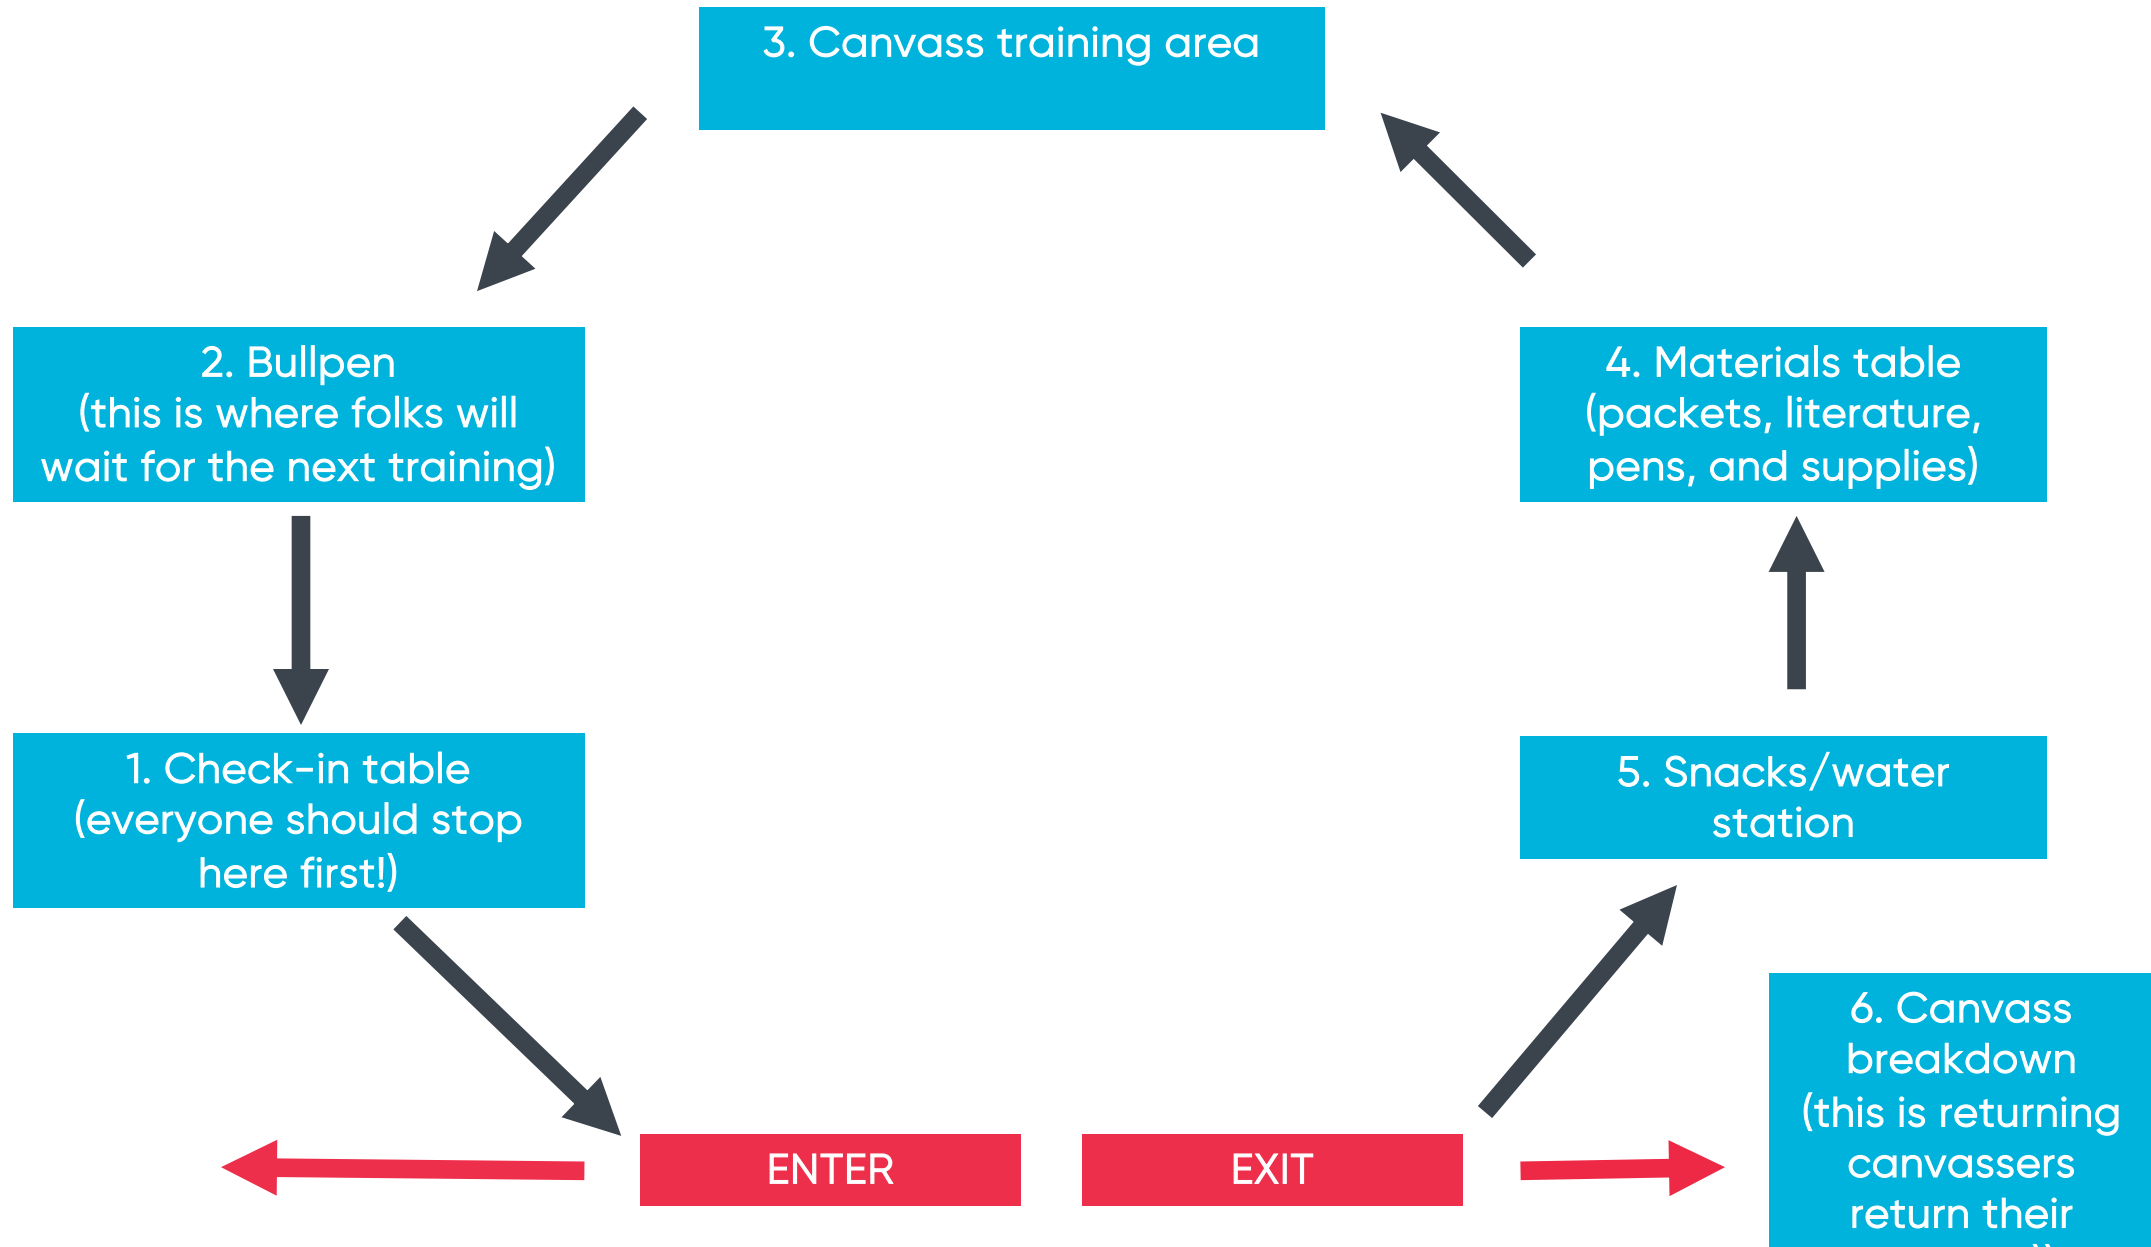 3. Canvass training area
2. Bullpen
(this is where folks will
wait for the next training)
4. Materials table
(packets, literature,
pens, and supplies)
1. Check-in table
(everyone should stop
here first!)
5. Snacks/water
station
6. Canvass
breakdown
(this is returning
canvassers
return their
ENTER
EXIT